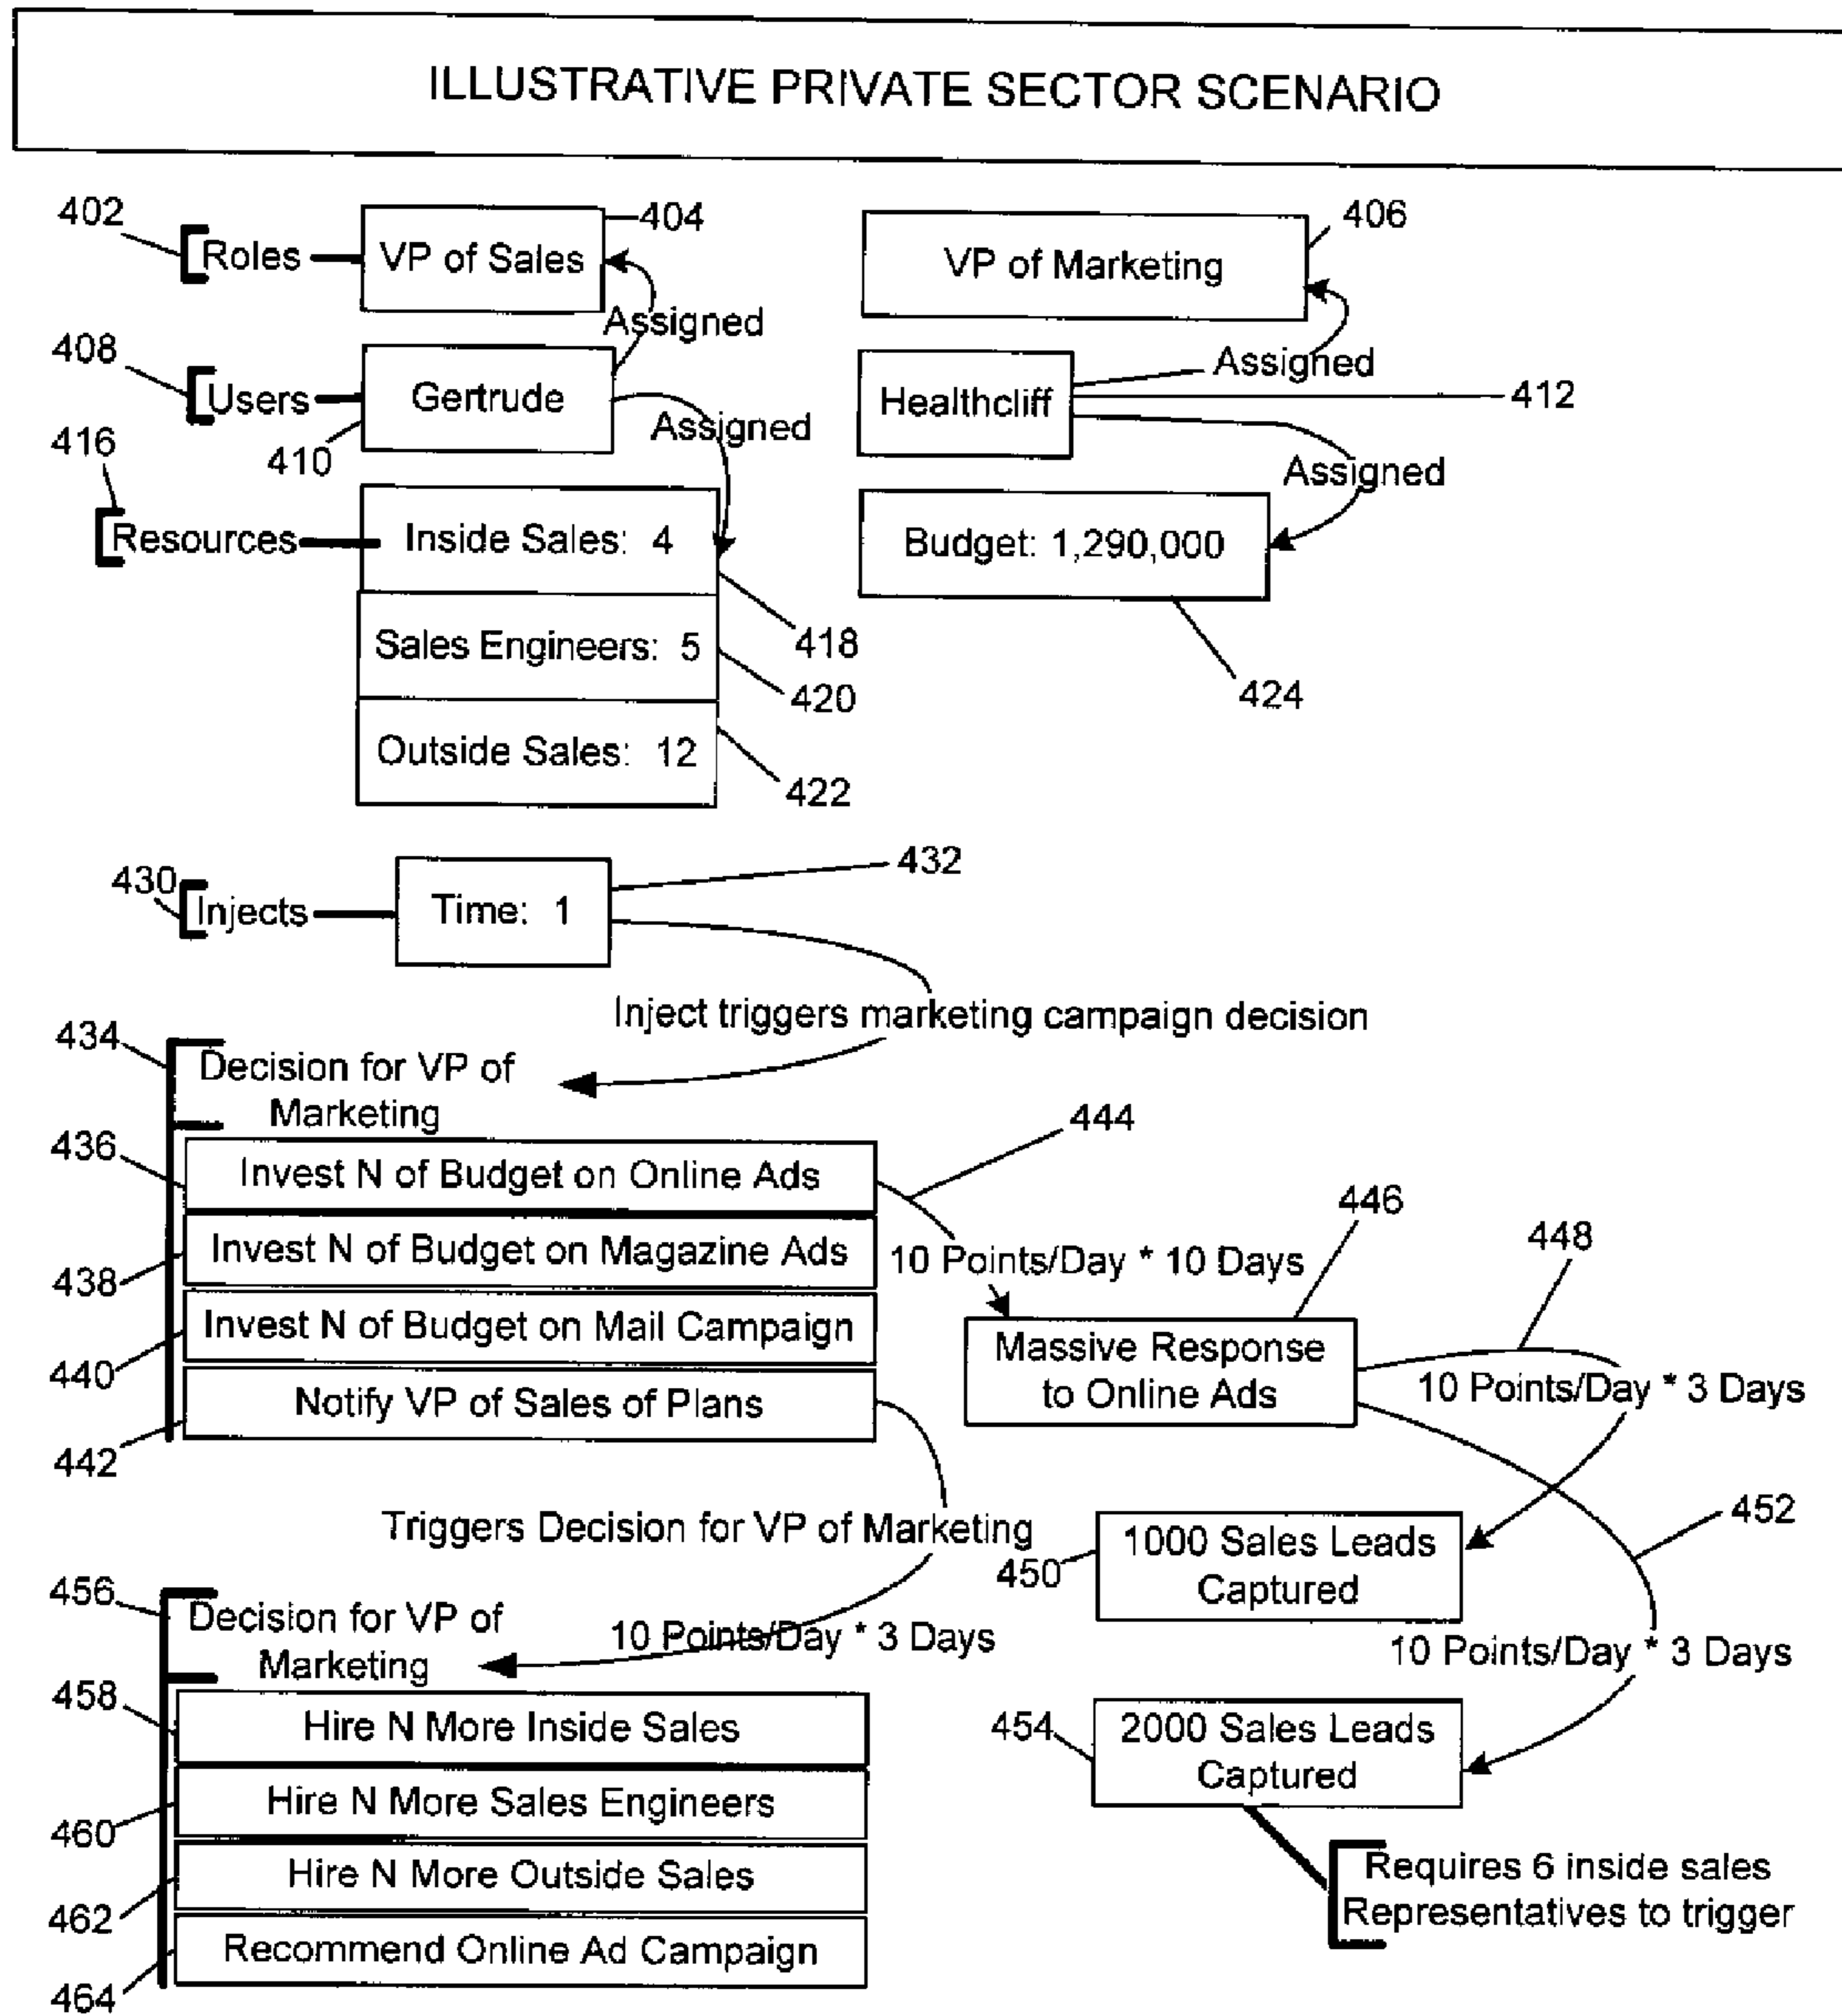 ILLUSTRATIVE PRIVATE SECTOR SCENARIO
402
Roles
VP of Sales
404
VP of Marketing
406
Assigned
408
Users
Gertrude
410
Assigned
Healthcliff
Assigned
412
416
Resources
Inside Sales: 4
418
Assigned
Budget: 1,290,000
424
Sales Engineers: 5
420
Outside Sales: 12
422
430
Injects
Time: 1
432
Inject triggers marketing campaign decision
434
Decision for VP of
Marketing
436
Invest N of Budget on Online Ads
444
438
Invest N of Budget on Magazine Ads
10 Points/Day * 10 Days
446
448
440
Invest N of Budget on Mail Campaign
Massive Response
to Online Ads
10 Points/Day * 3 Days
442
Notify VP of Sales of Plans
Triggers Decision for VP of Marketing
450
1000 Sales Leads
Captured
452
456
Decision for VP of
Marketing
10 Points/Day * 3 Days
10 Points/Day * 3 Days
458
Hire N More Inside Sales
454
2000 Sales Leads
Captured
460
Hire N More Sales Engineers
462
Hire N More Outside Sales
Requires 6 inside sales
Representatives to trigger
464
Recommend Online Ad Campaign